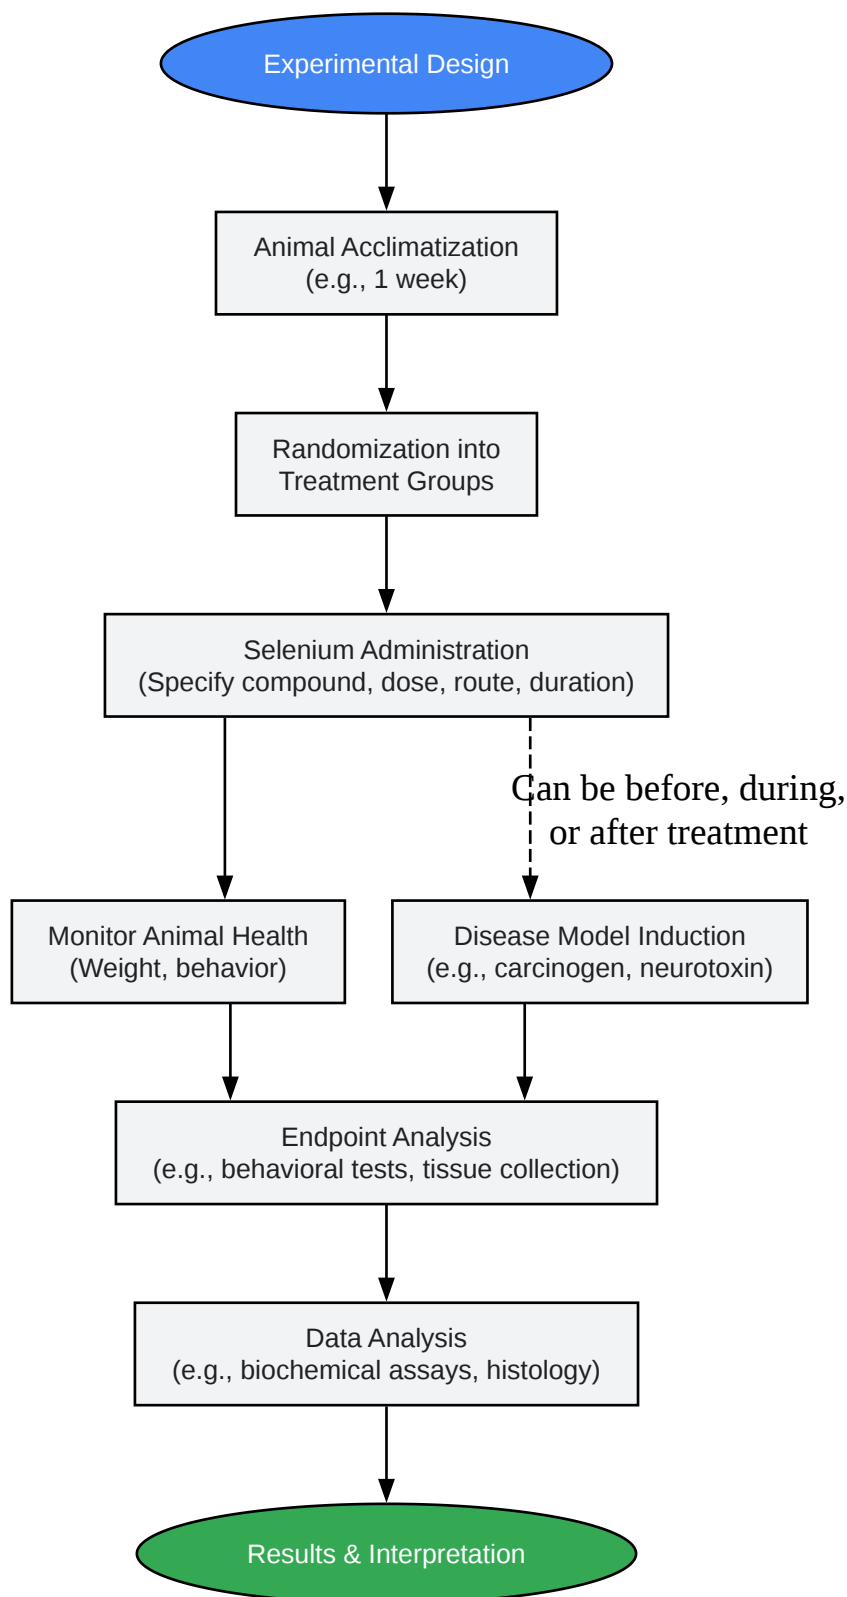 Experimental Design
Animal Acclimatization
(e.g., 1 week)
Randomization into
Treatment Groups
Selenium Administration
(Specify compound, dose, route, duration)
Can be before, during,
or after treatment
Monitor Animal Health
(Weight, behavior)
Disease Model Induction
(e.g., carcinogen, neurotoxin)
Endpoint Analysis
(e.g., behavioral tests, tissue collection)
Data Analysis
(e.g., biochemical assays, histology)
Results & Interpretation